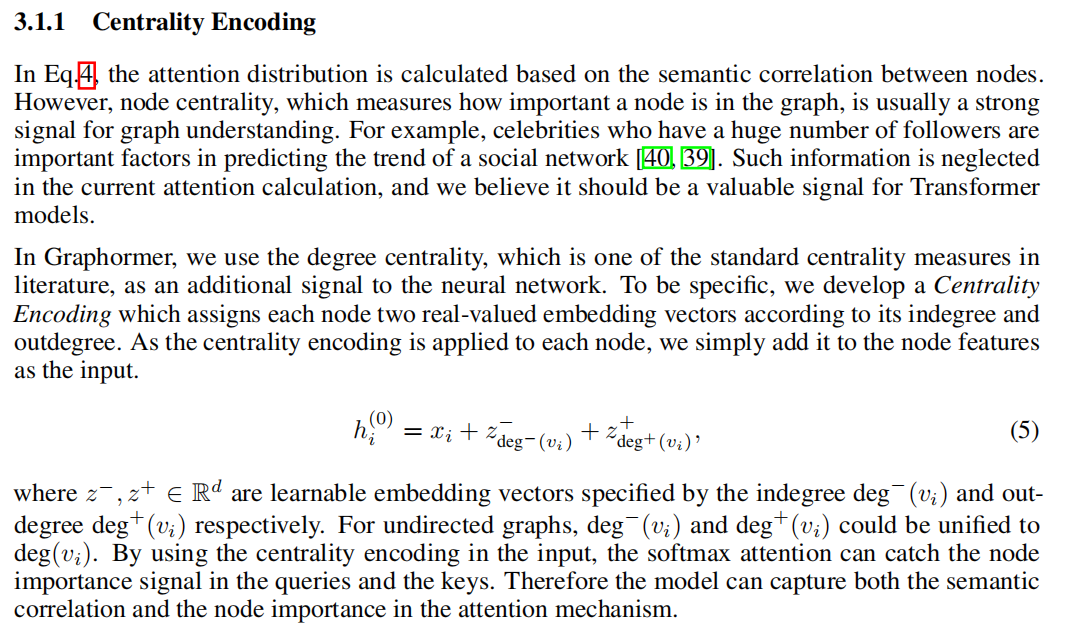 3.1.1 Centrality Encoding
In Eq.4, the attention distribution is calculated based on the semantic correlation between nodes.
However, node centrality, which measures how important a node is in the graph, is usually a strong
signal for graph understanding. For example, celebrities who have a huge number of followers are
important factors in predicting the trend of a social network [40, 39]. Such information is neglected
in the current attention calculation, and we believe it should be a valuable signal for Transformer
models.
In Graphormer, we use the degree centrality, which is one of the standard centrality measures in
literature, as an additional signal to the neural network. To be specific, we develop a Centrality
Encoding which assigns each node two real-valued embedding vectors according to its indegree and
outdegree. As the centrality encoding is applied to each node, we simply add it to the node features
as the input.
h_i^{(0)} = x_i + z^-_{deg^-(v_i)} + z^+_{deg^+(v_i)}, (5)
where z^-, z^+ ∈ ℝ^d are learnable embedding vectors specified by the indegree deg^-(v_i) and out-
degree deg^+(v_i) respectively. For undirected graphs, deg^-(v_i) and deg^+(v_i) could be unified to
deg(v_i). By using the centrality encoding in the input, the softmax attention can catch the node
importance signal in the queries and the keys. Therefore the model can capture both the semantic
correlation and the node importance in the attention mechanism.